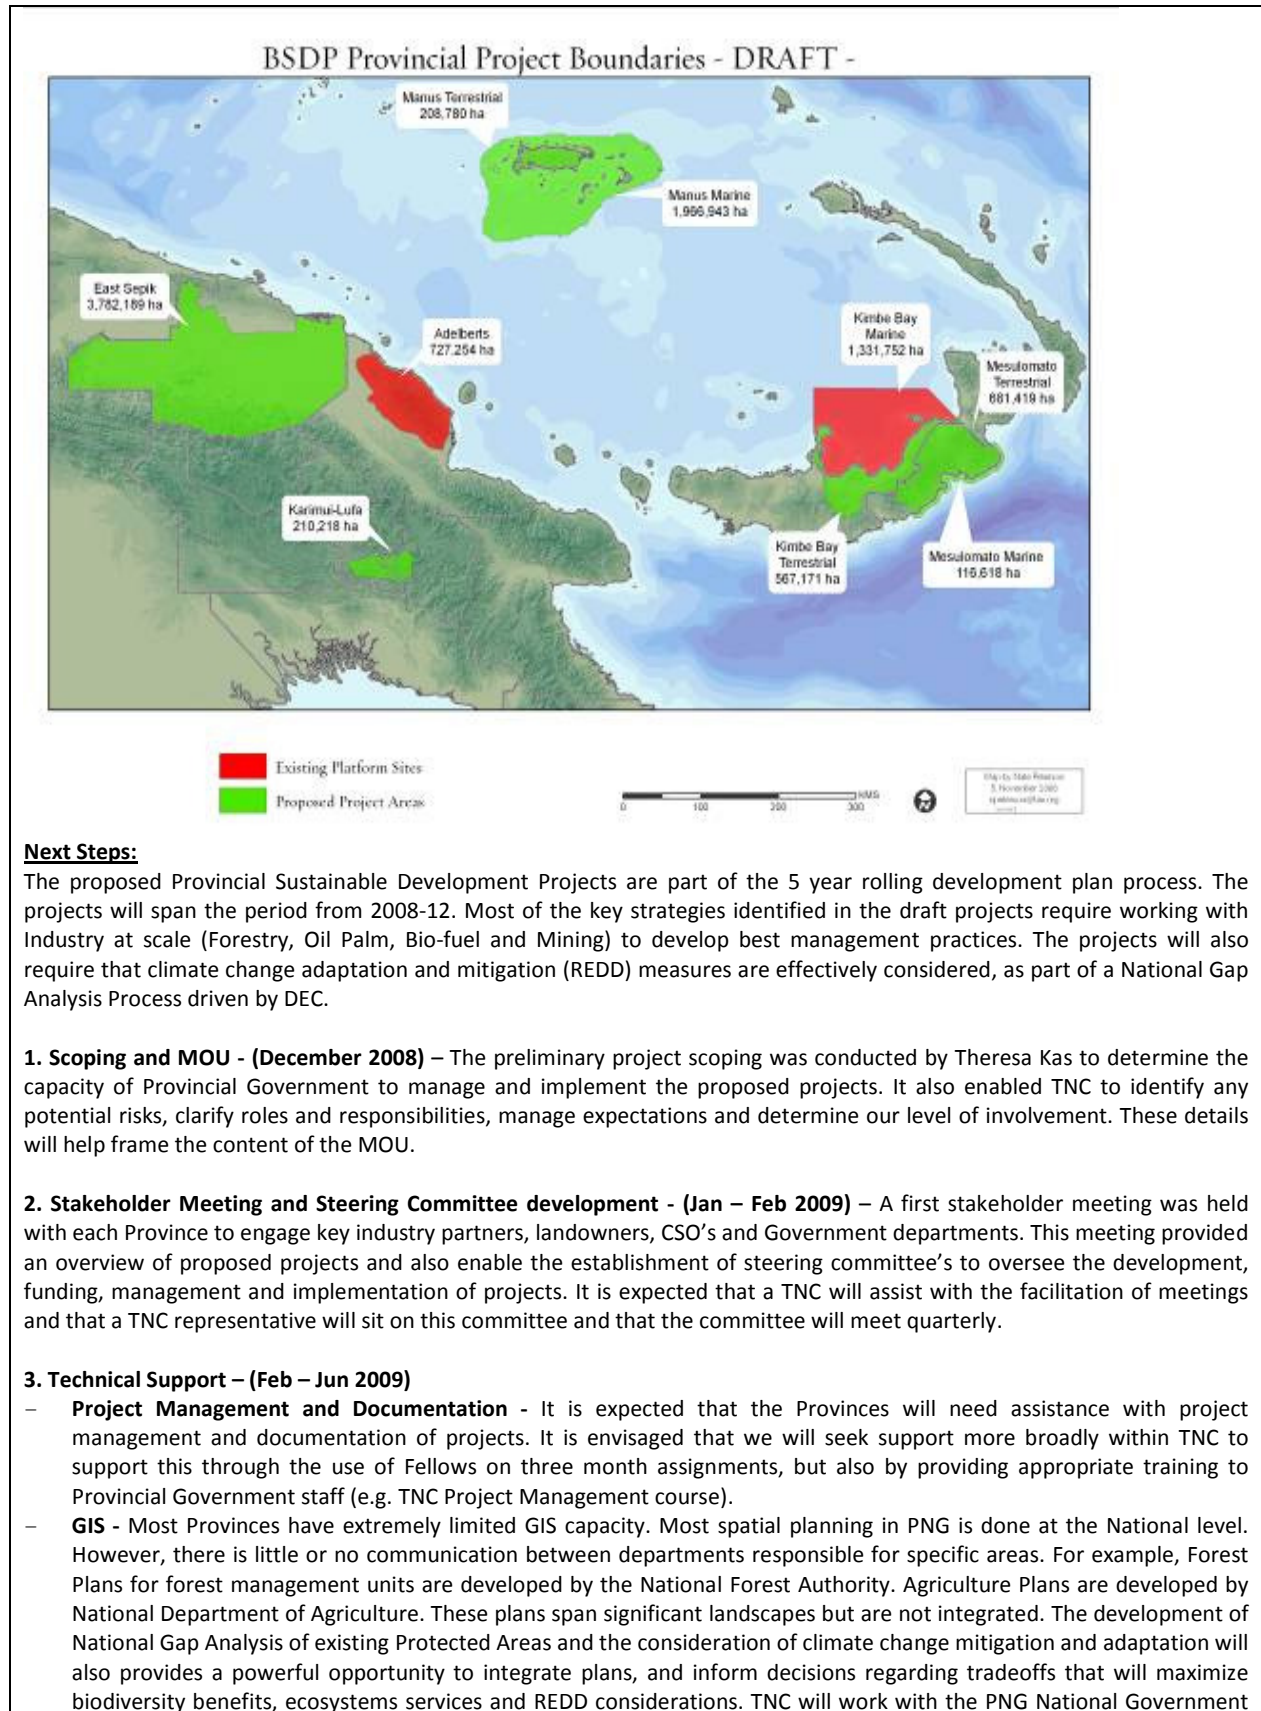 BSDP Provincial Project Boundaries - DRAFT -
Manus Terrestrial
208,780 ha
Manus Marine
1,966,943 ha
East Sepik
3,782,189 ha
Adelberts
727,254 ha
Kimbe Bay
Marine
1,331,752 ha
Mesulomato
Terrestrial
681,419 ha
Karimui-Lufa
210,218 ha
Kimbe Bay
Terrestrial
567,171 ha
Mesulomato Marine
116,618 ha
Existing Platform Sites
Proposed Project Areas
0 100 200 300 KMS
Next Steps:
The proposed Provincial Sustainable Development Projects are part of the 5 year rolling development plan process. The
projects will span the period from 2008-12. Most of the key strategies identified in the draft projects require working with
Industry at scale (Forestry, Oil Palm, Bio-fuel and Mining) to develop best management practices. The projects will also
require that climate change adaptation and mitigation (REDD) measures are effectively considered, as part of a National Gap
Analysis Process driven by DEC.
1. Scoping and MOU - (December 2008) – The preliminary project scoping was conducted by Theresa Kas to determine the
capacity of Provincial Government to manage and implement the proposed projects. It also enabled TNC to identify any
potential risks, clarify roles and responsibilities, manage expectations and determine our level of involvement. These details
will help frame the content of the MOU.
2. Stakeholder Meeting and Steering Committee development - (Jan – Feb 2009) – A first stakeholder meeting was held
with each Province to engage key industry partners, landowners, CSO's and Government departments. This meeting provided
an overview of proposed projects and also enable the establishment of steering committee's to oversee the development,
funding, management and implementation of projects. It is expected that a TNC will assist with the facilitation of meetings
and that a TNC representative will sit on this committee and that the committee will meet quarterly.
3. Technical Support – (Feb – Jun 2009)
– Project Management and Documentation - It is expected that the Provinces will need assistance with project
management and documentation of projects. It is envisaged that we will seek support more broadly within TNC to
support this through the use of Fellows on three month assignments, but also by providing appropriate training to
Provincial Government staff (e.g. TNC Project Management course).
– GIS - Most Provinces have extremely limited GIS capacity. Most spatial planning in PNG is done at the National level.
However, there is little or no communication between departments responsible for specific areas. For example, Forest
Plans for forest management units are developed by the National Forest Authority. Agriculture Plans are developed by
National Department of Agriculture. These plans span significant landscapes but are not integrated. The development of
National Gap Analysis of existing Protected Areas and the consideration of climate change mitigation and adaptation will
also provides a powerful opportunity to integrate plans, and inform decisions regarding tradeoffs that will maximize
biodiversity benefits, ecosystems services and REDD considerations. TNC will work with the PNG National Government